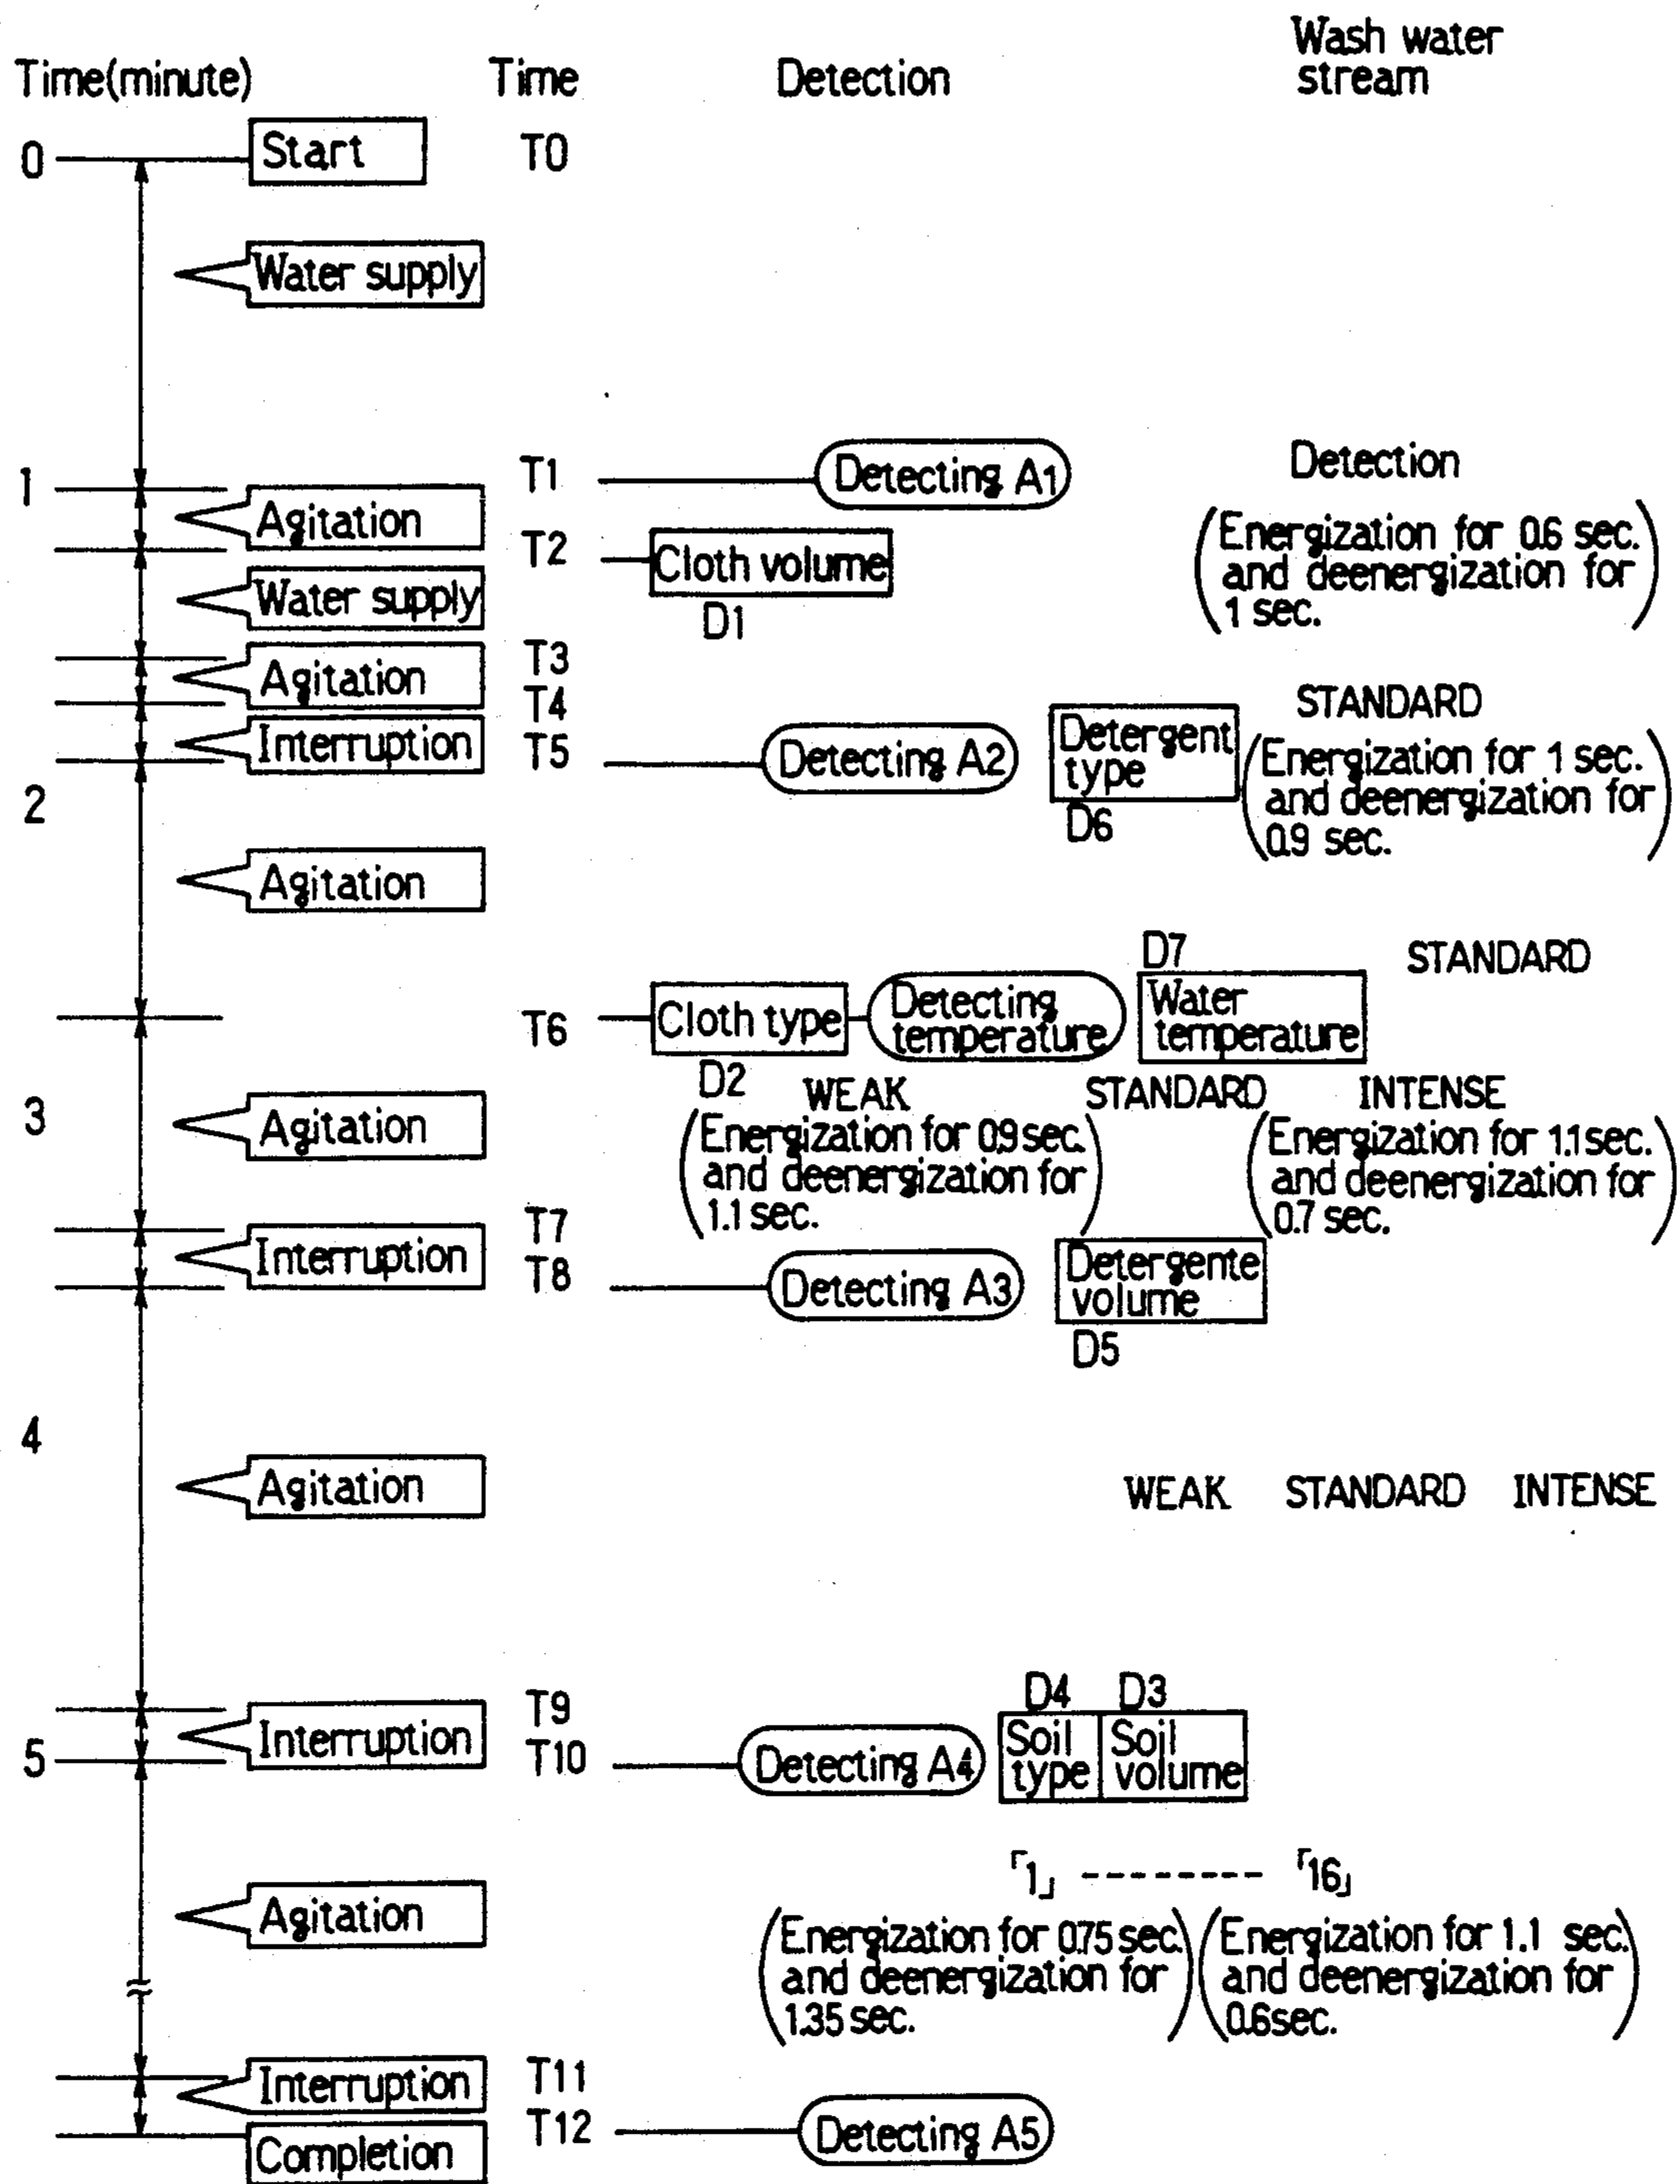 Wash water
stream
Time(minute)
Time
Detection
0
Start
T0
Water supply
1
T1
Detecting A1
Detection
Agitation
(Energization for 0.6 sec.
and deenergization for
1 sec.)
T2
Cloth volume
D1
Water supply
T3
Agitation
T4
STANDARD
Interruption
T5
Detecting A2
Detergent
type
D6
(Energization for 1 sec.
and deenergization for
0.9 sec.)
2
Agitation
D7
STANDARD
T6
Cloth type
Detecting
temperature
Water
temperature
D2
WEAK
STANDARD
INTENSE
3
Agitation
(Energization for 0.9 sec.
and deenergization for
1.1 sec.)
(Energization for 1.1 sec.
and deenergization for
0.7 sec.)
T7
Interruption
T8
Detecting A3
Detergente
volume
D5
4
Agitation
WEAK STANDARD INTENSE
D4
D3
T9
Interruption
5
T10
Detecting A4
Soil
type
Soil
volume
「1」 -------- 「16」
Agitation
(Energization for 0.75 sec.
and deenergization for
1.35 sec.)
(Energization for 1.1 sec.
and deenergization for
0.6sec.)
T11
Interruption
T12
Detecting A5
Completion